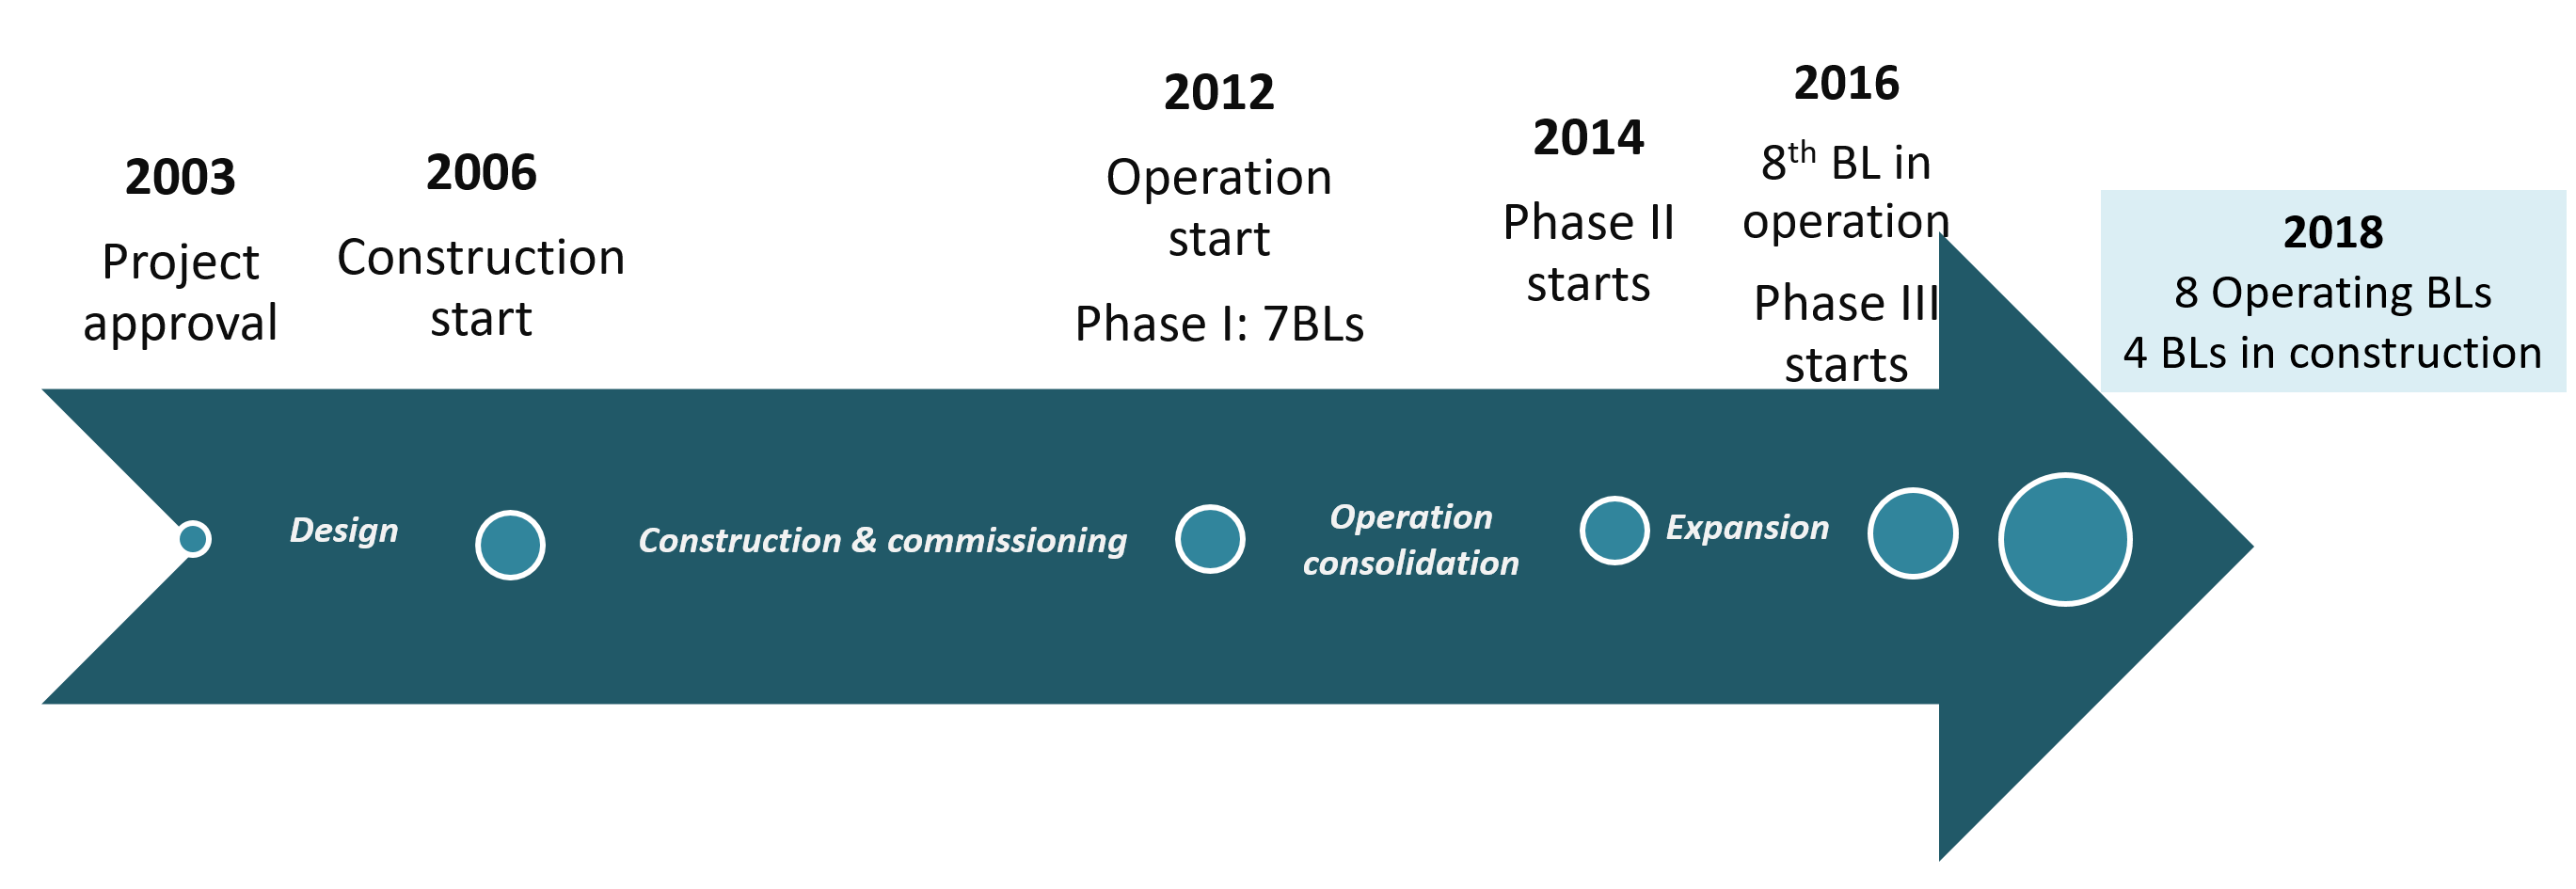 2003
Project
approval
2006
Construction
start
2012
Operation
start
Phase I: 7BLs
2014
Phase II
starts
2016
8th BL in
operation
Phase III
starts
2018
8 Operating BLs
4 BLs in construction
Design
Construction & commissioning
Operation
consolidation
Expansion